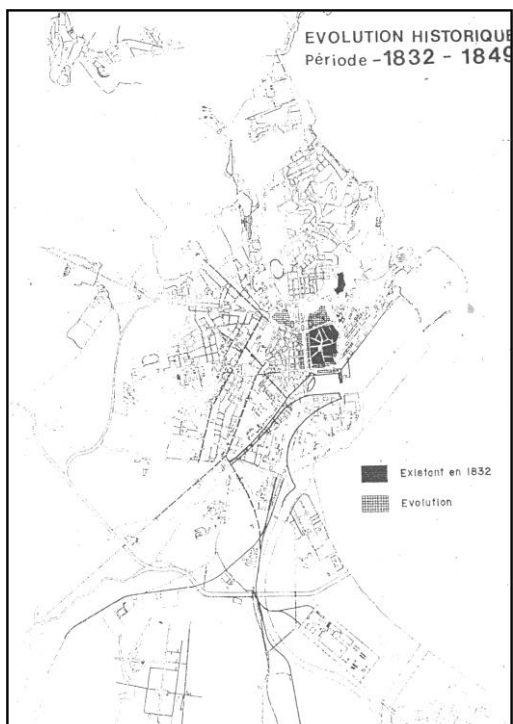 EVOLUTION HISTORIQUE
Période -1832 - 1849
Existant en 1832
Evolution